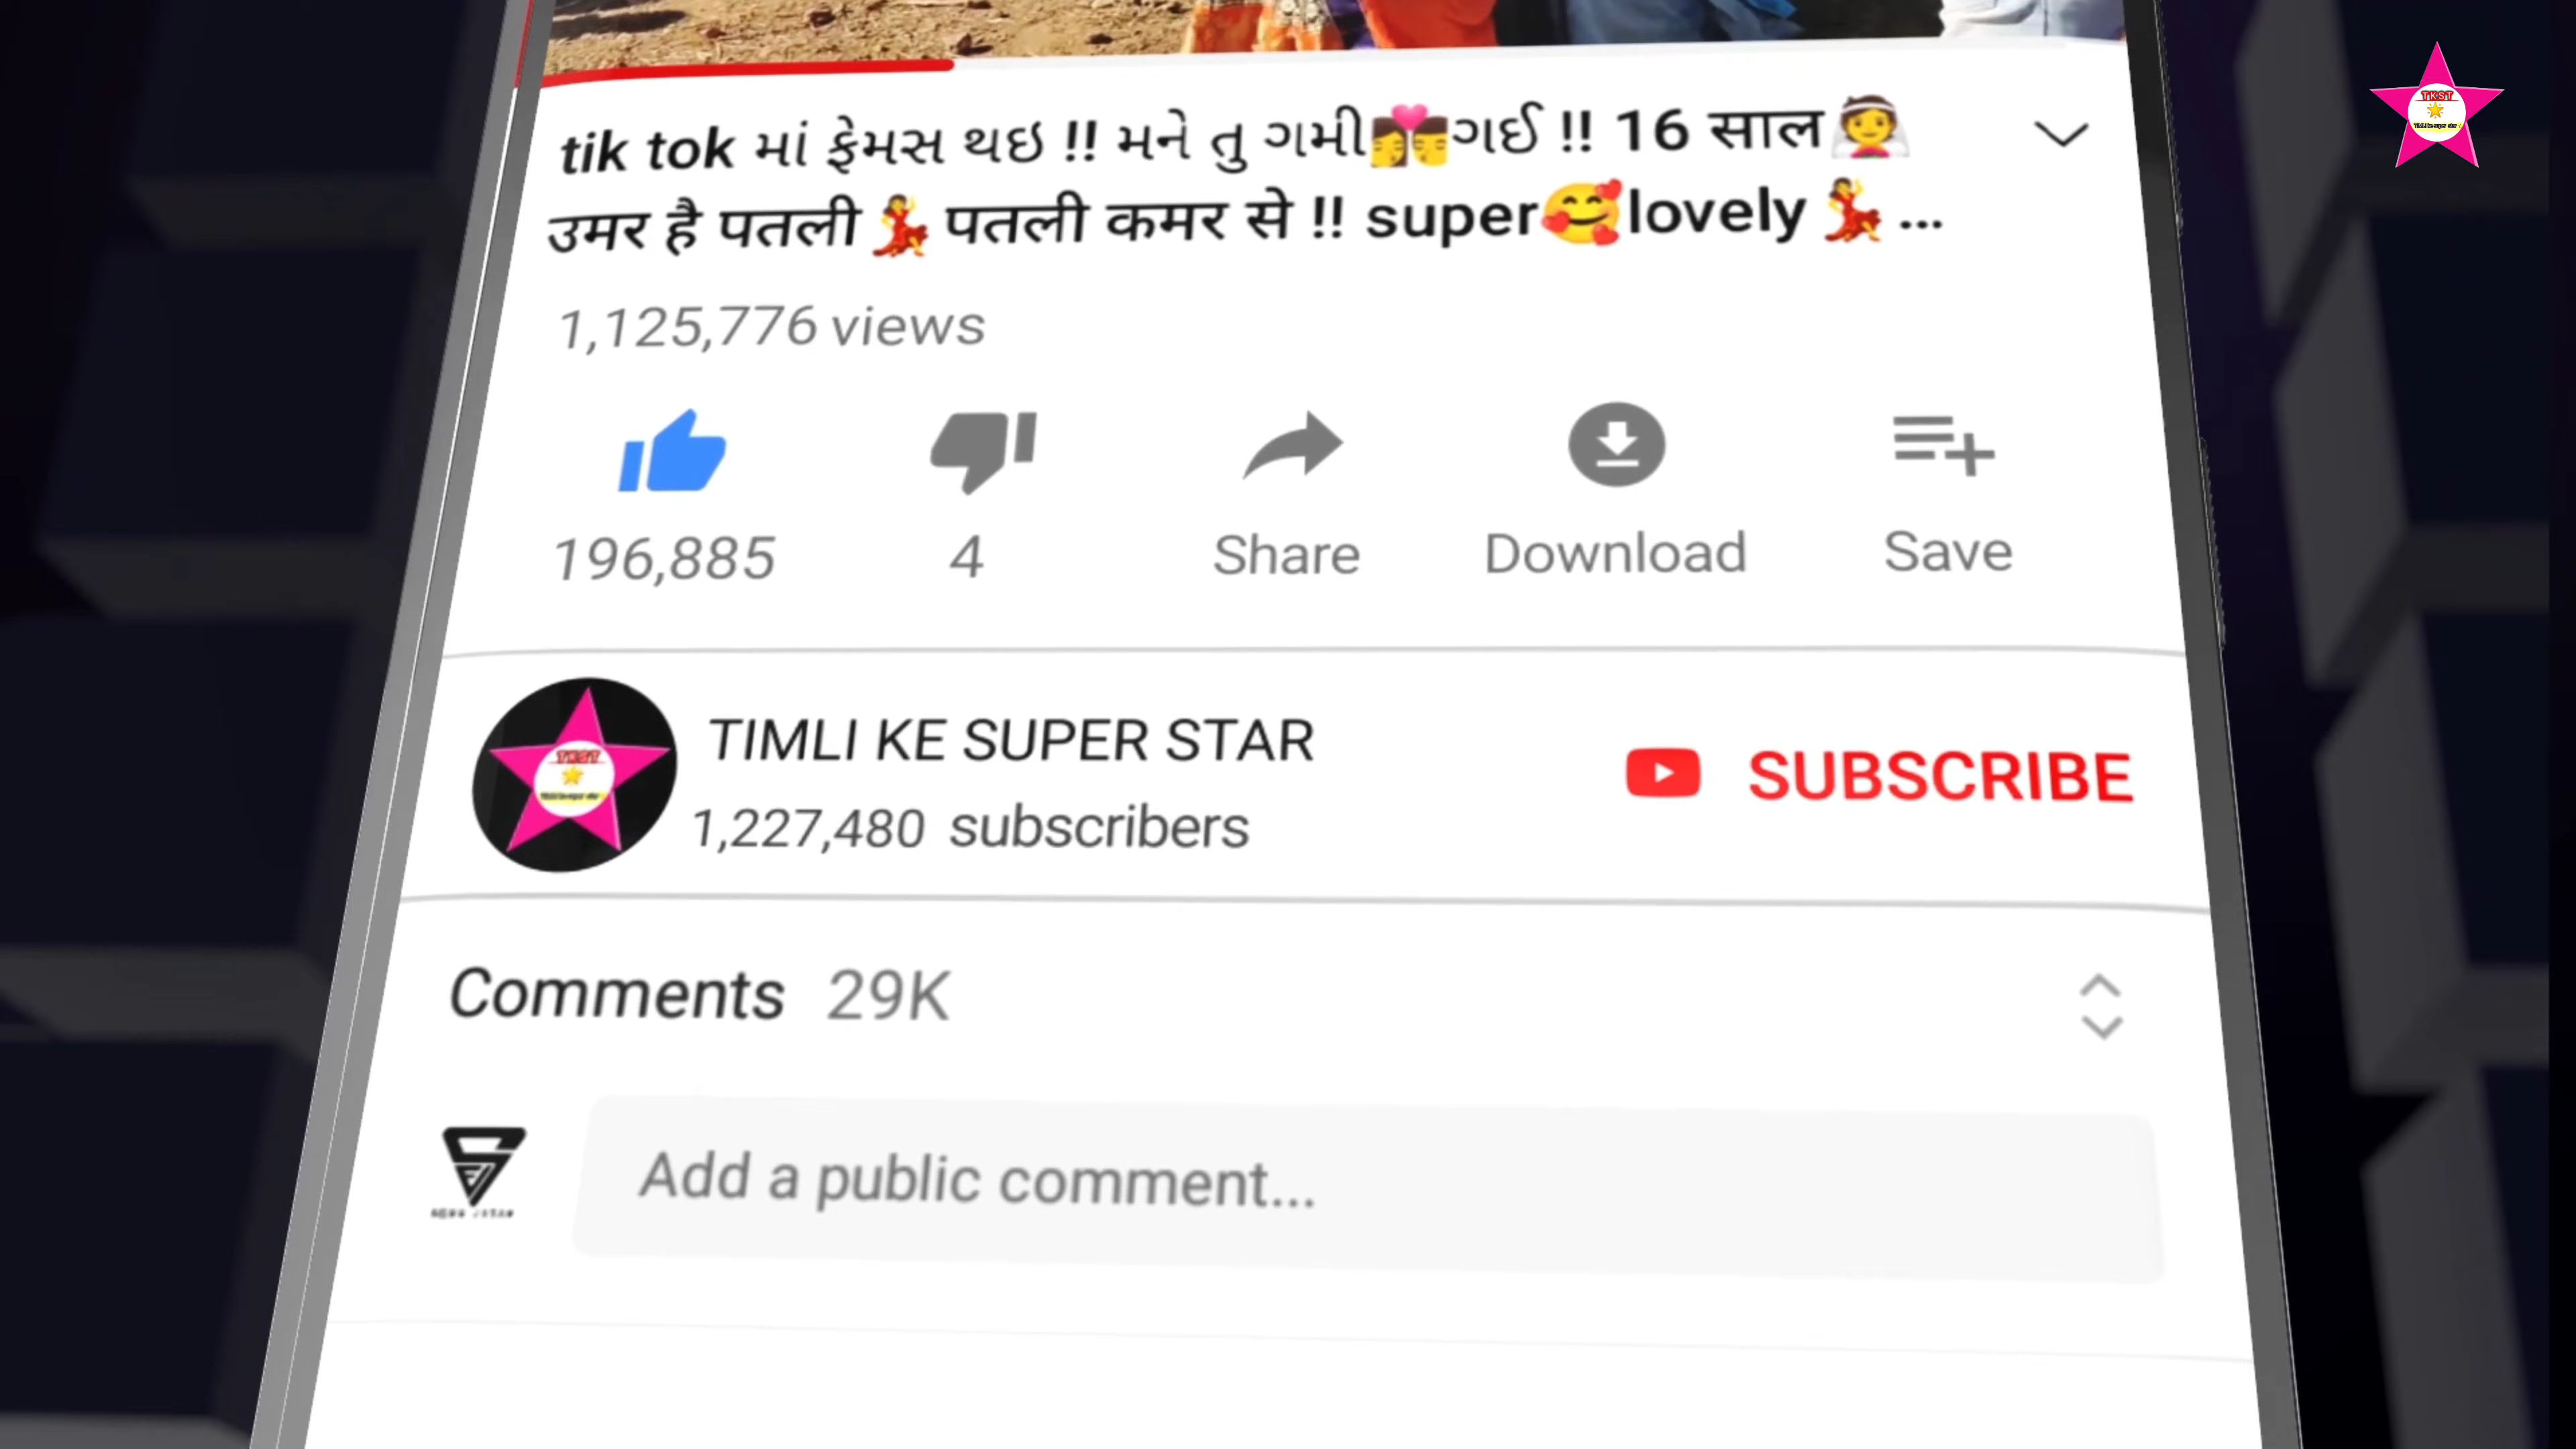 tik tok માં ફેમસ થઇ !! મને તુ ગમી👩‍❤️‍💋‍👨ગઈ !! 16 साल👰
उमर है पतली💃पतली कमर से !! super🥰lovely💃...
1,125,776 views
196,885
4
Share
Download
Save
TIMLI KE SUPER STAR
1,227,480 subscribers
SUBSCRIBE
Comments 29K
Add a public comment...
TKST